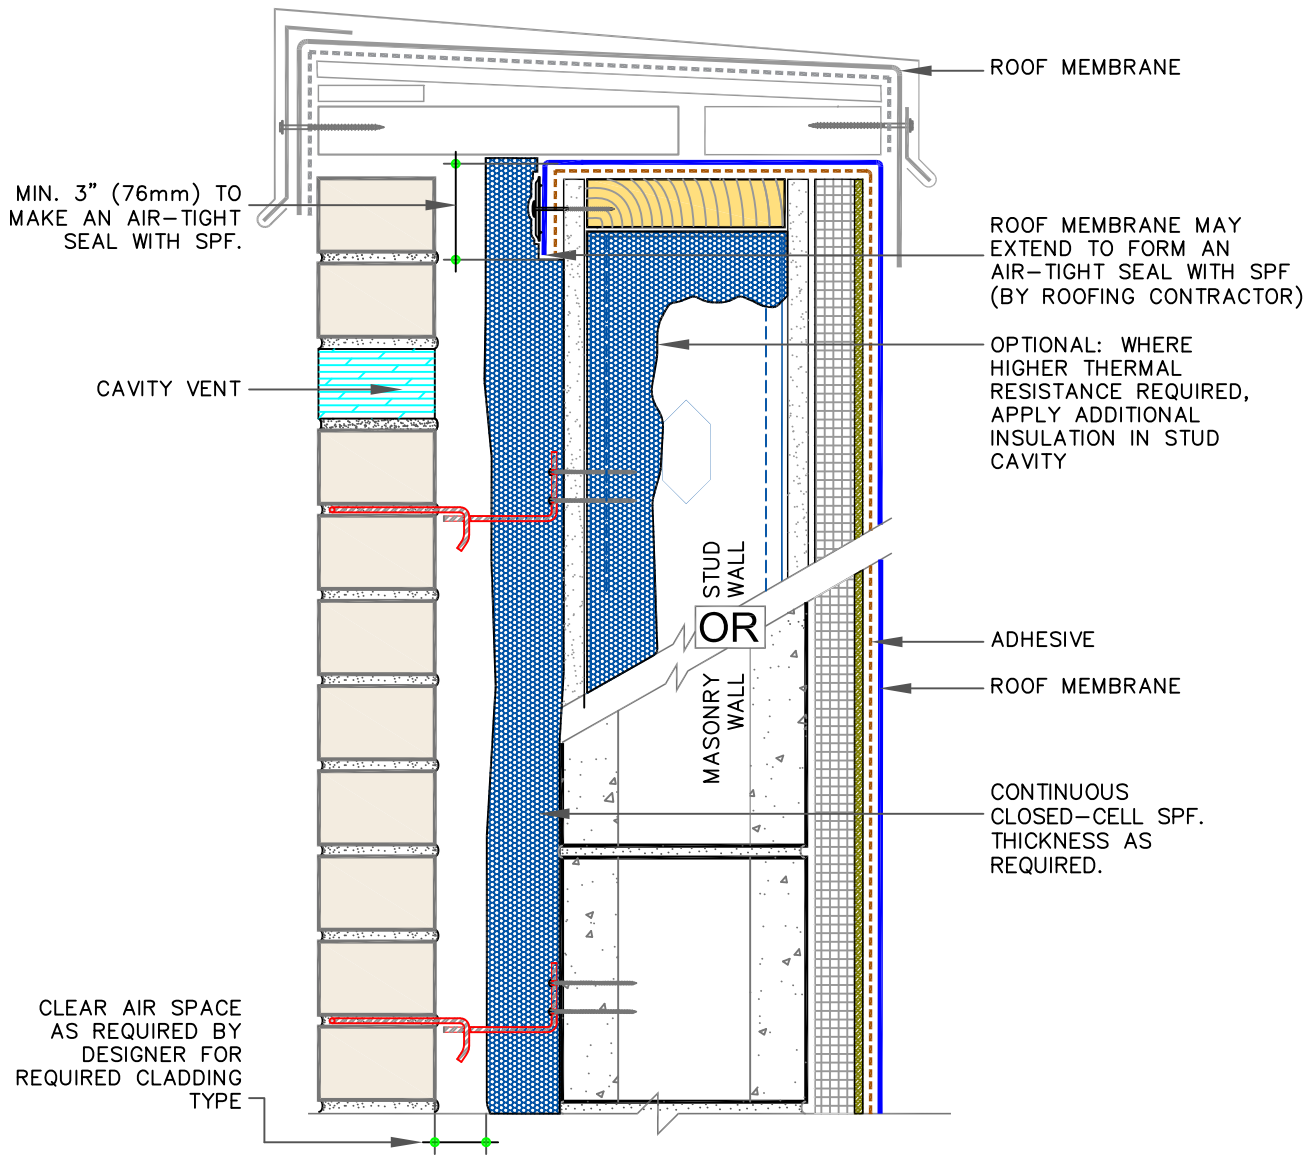 ROOF MEMBRANE
MIN. 3” (76mm) TO
MAKE AN AIR-TIGHT
SEAL WITH SPF.
ROOF MEMBRANE MAY
EXTEND TO FORM AN
AIR-TIGHT SEAL WITH SPF
(BY ROOFING CONTRACTOR)
OPTIONAL: WHERE
HIGHER THERMAL
RESISTANCE REQUIRED,
APPLY ADDITIONAL
INSULATION IN STUD
CAVITY
CAVITY VENT
STUD
WALL
OR
MASONRY
WALL
ADHESIVE
ROOF MEMBRANE
CONTINUOUS
CLOSED-CELL SPF.
THICKNESS AS
REQUIRED.
CLEAR AIR SPACE
AS REQUIRED BY
DESIGNER FOR
REQUIRED CLADDING
TYPE